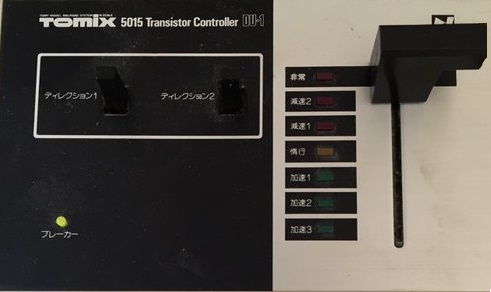 TOMIX 5015 Transistor Controller DU-1
ディレクション1
ディレクション2
ブレーカー
非常
減速2
減速1
惰行
加速1
加速2
加速3